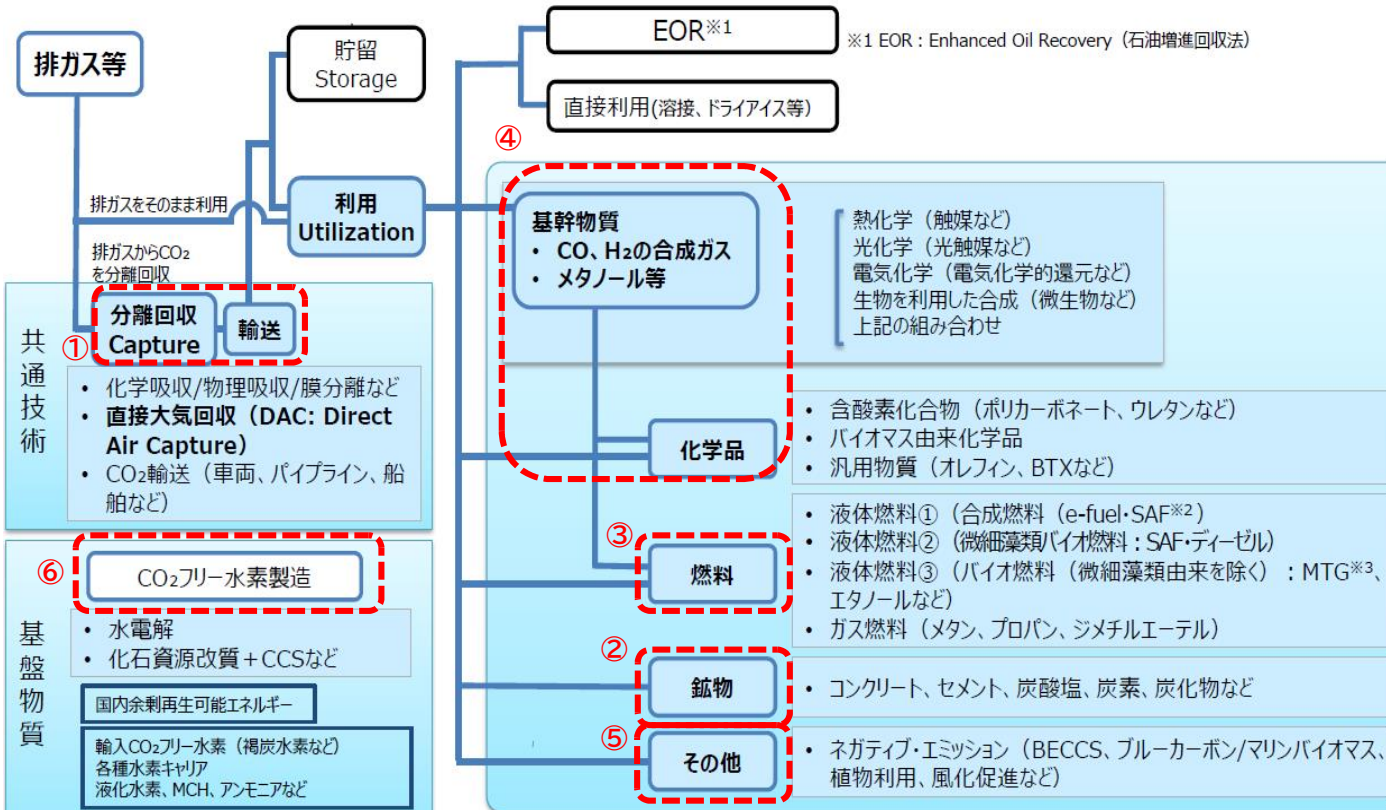 排ガス等
貯留
Storage
EOR※1
※1 EOR : Enhanced Oil Recovery（石油増進回収法）
直接利用(溶接、ドライアイス等)
④
排ガスをそのまま利用
利用
Utilization
排ガスからCO₂
を分離回収
基幹物質
・ CO、H₂の合成ガス
・ メタノール等
熱化学（触媒など）
光化学（光触媒など）
電気化学（電気化学的還元など）
生物を利用した合成（微生物など）
上記の組み合わせ
共通技術
①
分離回収
Capture
輸送
・ 化学吸収/物理吸収/膜分離など
・ 直接大気回収（DAC: Direct
Air Capture）
・ CO₂輸送（車両、パイプライン、船
舶など）
化学品
・ 含酸素化合物（ポリカーボネート、ウレタンなど）
・ バイオマス由来化学品
・ 汎用物質（オレフィン、BTXなど）
③
燃料
・ 液体燃料①（合成燃料（e-fuel・SAF※2）
・ 液体燃料②（微細藻類バイオ燃料：SAF・ディーゼル）
・ 液体燃料③（バイオ燃料（微細藻類由来を除く）：MTG※3、
エタノールなど）
・ ガス燃料（メタン、プロパン、ジメチルエーテル）
基盤物質
⑥
CO₂フリー水素製造
・ 水電解
・ 化石資源改質＋CCSなど
国内余剰再生可能エネルギー
輸入CO₂フリー水素（褐炭水素など）
各種水素キャリア
液化水素、MCH、アンモニアなど
②
鉱物
・ コンクリート、セメント、炭酸塩、炭素、炭化物など
⑤
その他
・ ネガティブ・エミッション（BECCS、ブルーカーボン/マリンバイオマス、
植物利用、風化促進など）